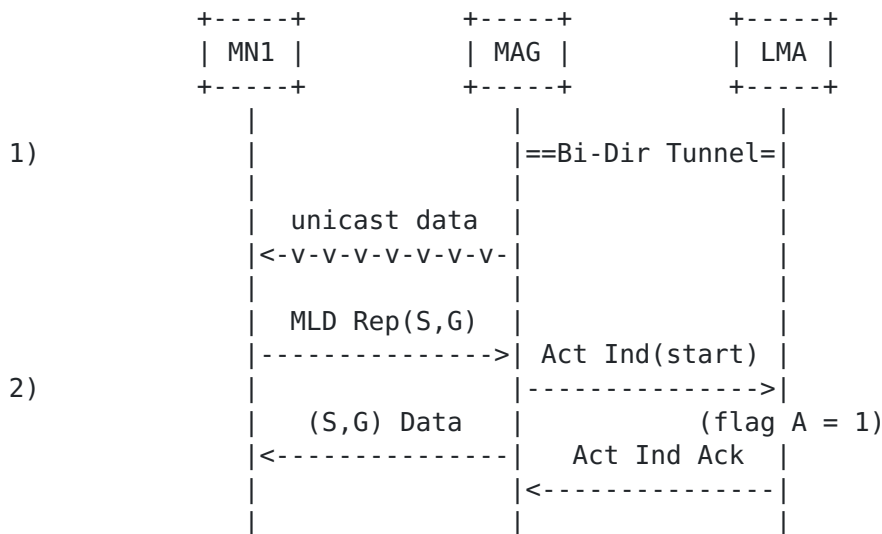 +-----+ +-----+ +-----+
| MN1 | | MAG | | LMA |
+-----+ +-----+ +-----+
| | |
1) | |==Bi-Dir Tunnel=|
| | |
| unicast data | |
|<-v-v-v-v-v-v-v-| |
| | |
| MLD Rep(S,G) | |
|--------------->| Act Ind(start) |
2) | |--------------->|
| (S,G) Data | (flag A = 1)
|<---------------| Act Ind Ack |
| |<---------------|
| | |